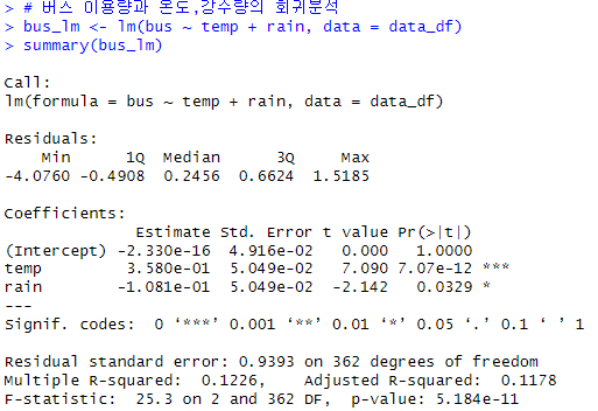 > # 버스 이용량과 온도,강수량의 회귀분석
> bus_lm <- lm(bus ~ temp + rain, data = data_df)
> summary(bus_lm)
Call:
lm(formula = bus ~ temp + rain, data = data_df)
Residuals:
    Min      1Q  Median      3Q     Max
-4.0760 -0.4908  0.2456  0.6624  1.5185
Coefficients:
              Estimate Std. Error t value Pr(>|t|)
(Intercept) -2.330e-16  4.916e-02   0.000   1.0000
temp         3.580e-01  5.049e-02   7.090 7.07e-12 ***
rain        -1.081e-01  5.049e-02  -2.142   0.0329 *
---
Signif. codes:  0 ‘***’ 0.001 ‘**’ 0.01 ‘*’ 0.05 ‘.’ 0.1 ‘ ’ 1
Residual standard error: 0.9393 on 362 degrees of freedom
Multiple R-squared:  0.1226,    Adjusted R-squared:  0.1178
F-statistic:  25.3 on 2 and 362 DF,  p-value: 5.184e-11